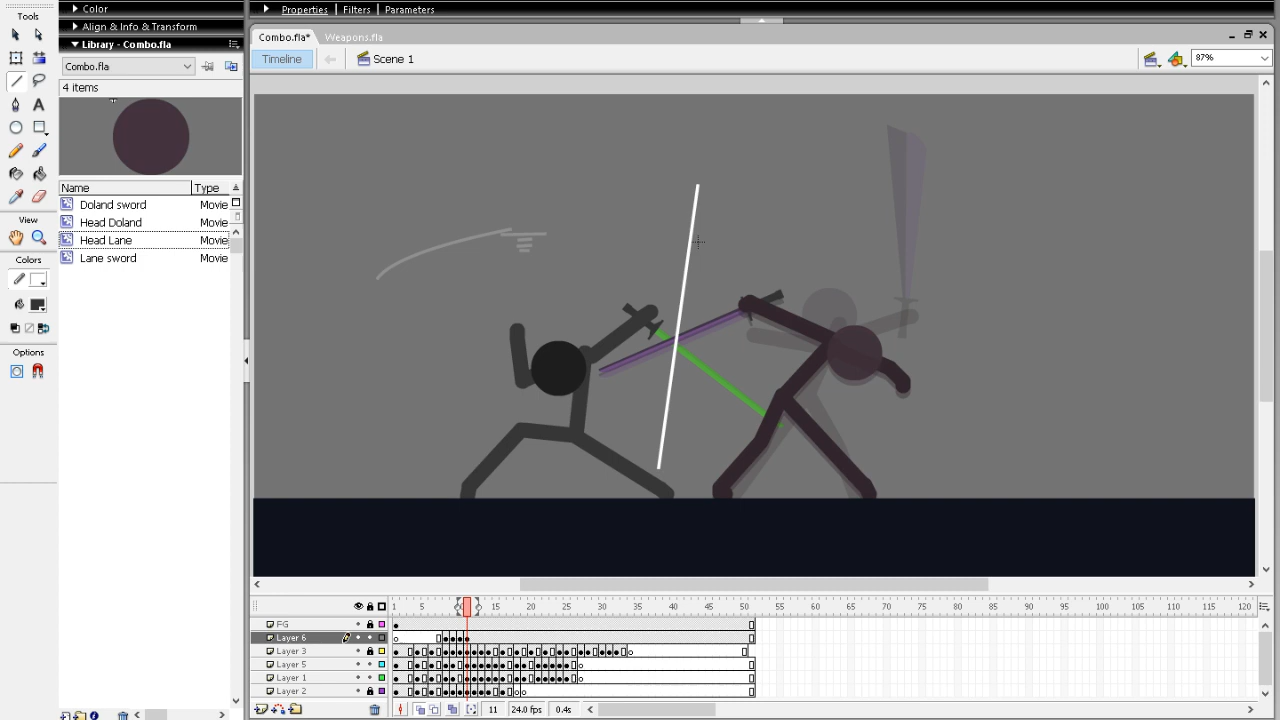 Tools
Color
Align & Info & Transform
Library - Combo.fla
Combo.fla
4 items
Name Type
Doland sword Movie
Head Doland Movie
Head Lane Movie
Lane sword Movie
View
Colors
Options
Properties Filters Parameters
Combo.fla* Weapons.fla
Timeline Scene 1 87%
1 5 15 20 25 30 35 40 45 50 55 60 65 70 75 80 85 90 95 100 105 110 115 120
FG
Layer 6
Layer 3
Layer 5
Layer 1
Layer 2
11 24.0 fps 0.4s